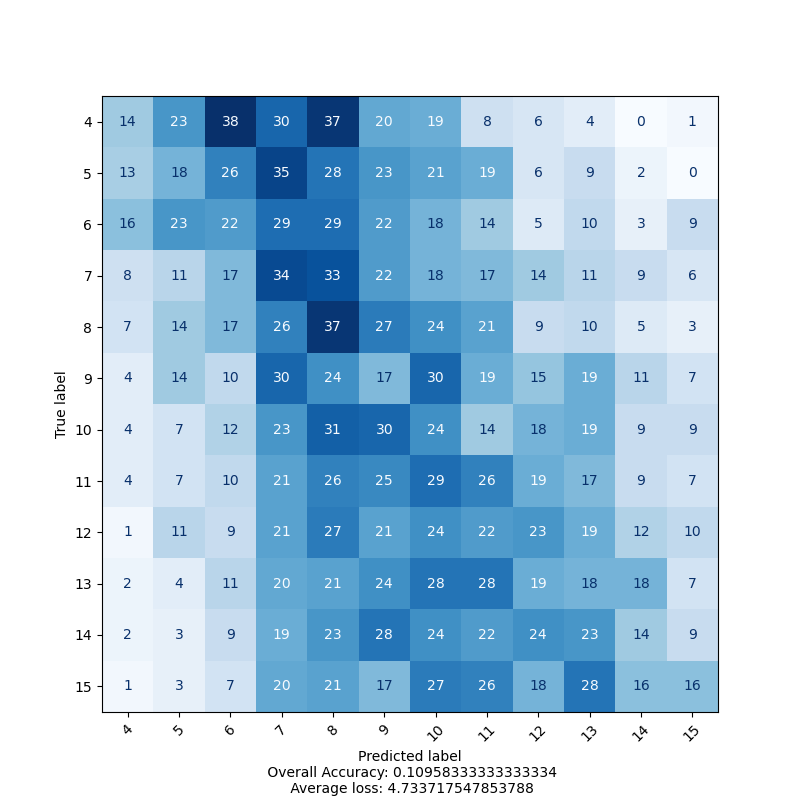 4 14 23 38 30 37 20 19 8 6 4 0 1
5 13 18 26 35 28 23 21 19 6 9 2 0
6 16 23 22 29 29 22 18 14 5 10 3 9
7 8 11 17 34 33 22 18 17 14 11 9 6
8 7 14 17 26 37 27 24 21 9 10 5 3
True label
9 4 14 10 30 24 17 30 19 15 19 11 7
10 4 7 12 23 31 30 24 14 18 19 9 9
11 4 7 10 21 26 25 29 26 19 17 9 7
12 1 11 9 21 27 21 24 22 23 19 12 10
13 2 4 11 20 21 24 28 28 19 18 18 7
14 2 3 9 19 23 28 24 22 24 23 14 9
15 1 3 7 20 21 17 27 26 18 28 16 16
4 5 6 7 8 9 10 11 12 13 14 15
Predicted label
Overall Accuracy: 0.10958333333333334
Average loss: 4.733717547853788